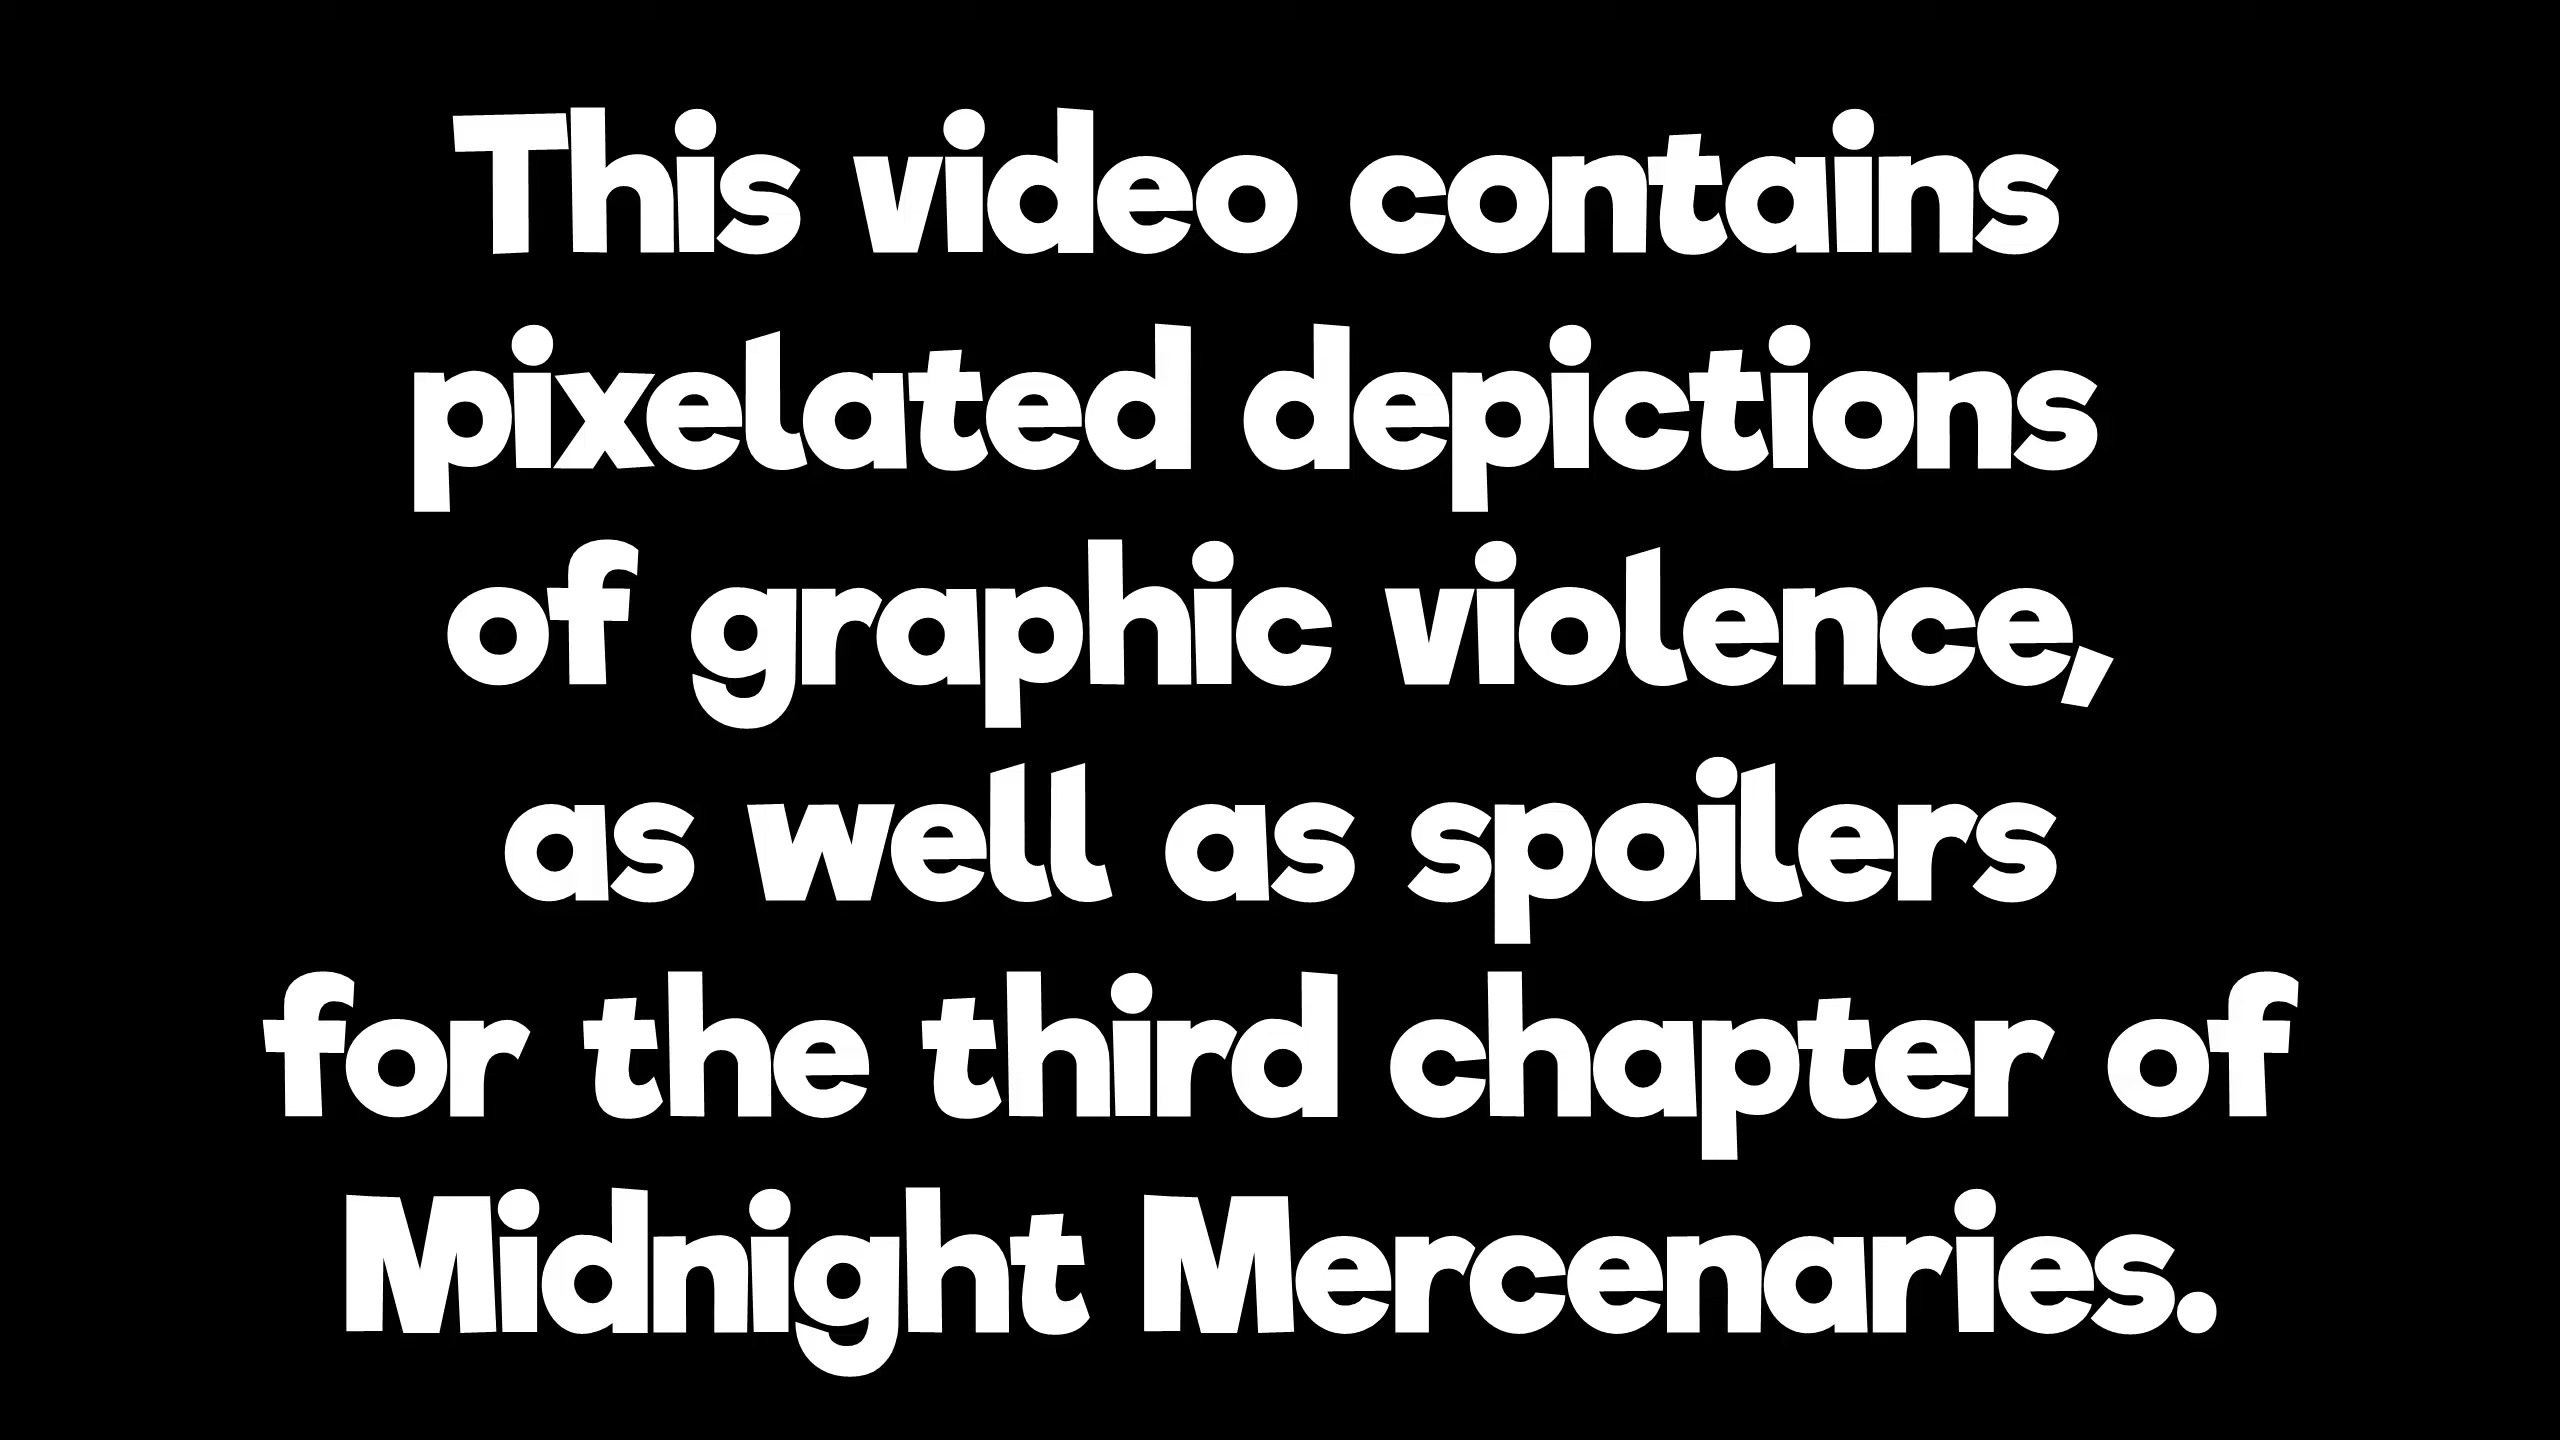 This video contains
pixelated depictions
of graphic violence,
as well as spoilers
for the third chapter of
Midnight Mercenaries.